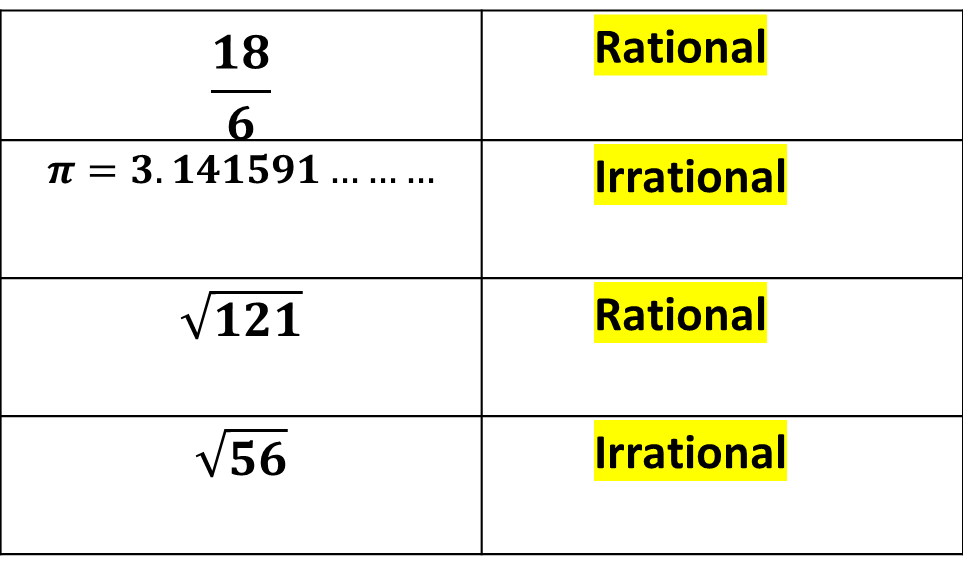 18/6 Rational
π = 3.141591 ... ... ... Irrational
√121 Rational
√56 Irrational